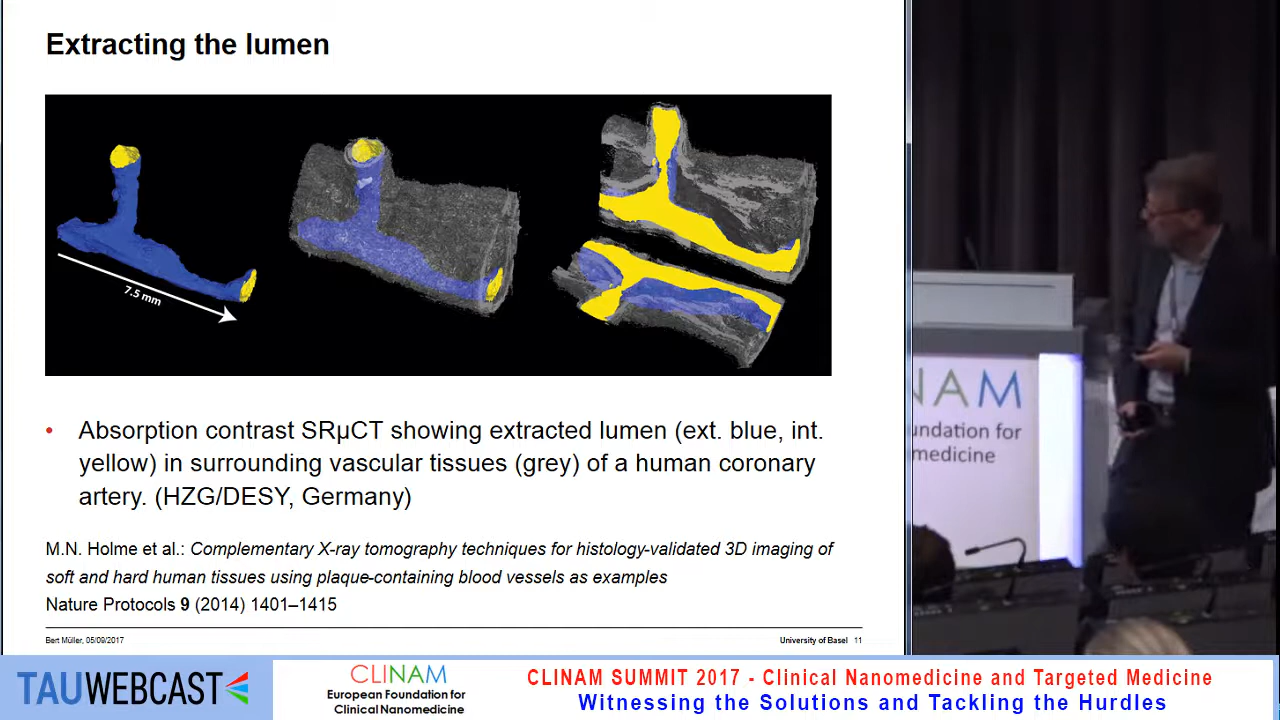 Extracting the lumen
7.5 mm
• Absorption contrast SRµCT showing extracted lumen (ext. blue, int.
yellow) in surrounding vascular tissues (grey) of a human coronary
artery. (HZG/DESY, Germany)
M.N. Holme et al.: Complementary X-ray tomography techniques for histology-validated 3D imaging of
soft and hard human tissues using plaque-containing blood vessels as examples
Nature Protocols 9 (2014) 1401–1415
Bert Müller, 05/09/2017
University of Basel 11
NAM
undation for
medicine
TAUWEBCAST
CLINAM
European Foundation for
Clinical Nanomedicine
CLINAM SUMMIT 2017 - Clinical Nanomedicine and Targeted Medicine
Witnessing the Solutions and Tackling the Hurdles